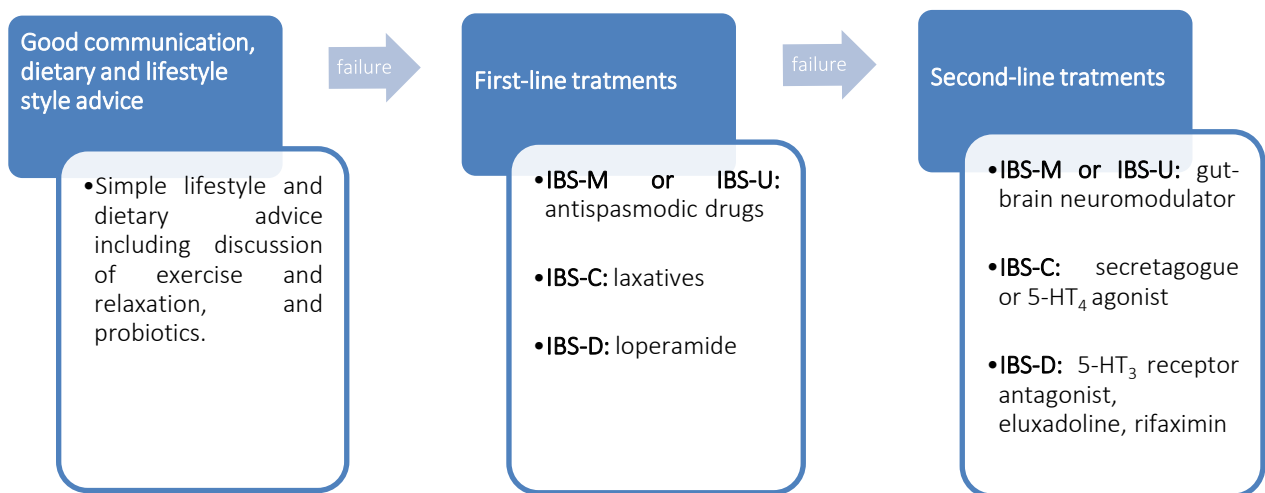 Good communication,
dietary and lifestyle
style advice
•Simple lifestyle and
dietary advice
including discussion
of exercise and
relaxation, and
probiotics.
failure
First-line tratments
•IBS-M or IBS-U:
antispasmodic drugs
•IBS-C: laxatives
•IBS-D: loperamide
failure
Second-line tratments
•IBS-M or IBS-U: gut-
brain neuromodulator
•IBS-C: secretagogue
or 5-HT₄ agonist
•IBS-D: 5-HT₃ receptor
antagonist,
eluxadoline, rifaximin